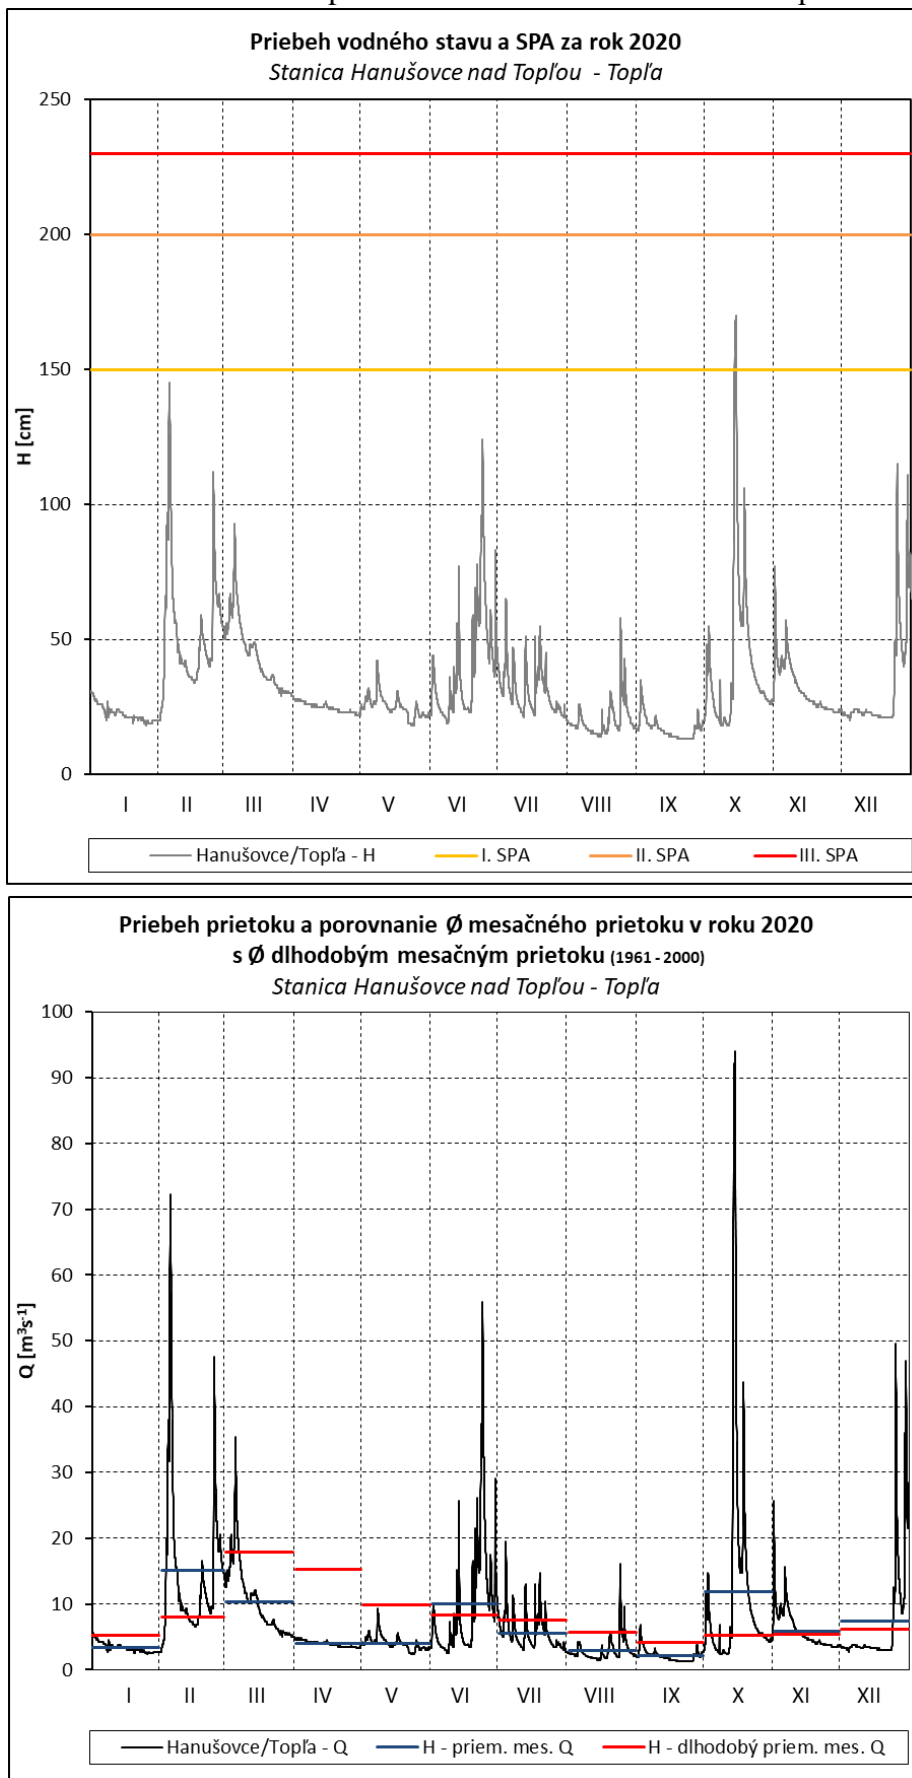 Priebeh vodného stavu a SPA za rok 2020
Stanica Hanušovce nad Topľou - Topľa
250
200
150
100
50
0
H [cm]
I II III IV V VI VII VIII IX X XI XII
Hanušovce/Topľa - H I. SPA II. SPA III. SPA
Priebeh prietoku a porovnanie Ø mesačného prietoku v roku 2020
s Ø dlhodobým mesačným prietoku (1961 - 2000)
Stanica Hanušovce nad Topľou - Topľa
100
90
80
70
60
50
40
30
20
10
0
Q [m³s⁻¹]
I II III IV V VI VII VIII IX X XI XII
Hanušovce/Topľa - Q H - priem. mes. Q H - dlhodobý priem. mes. Q